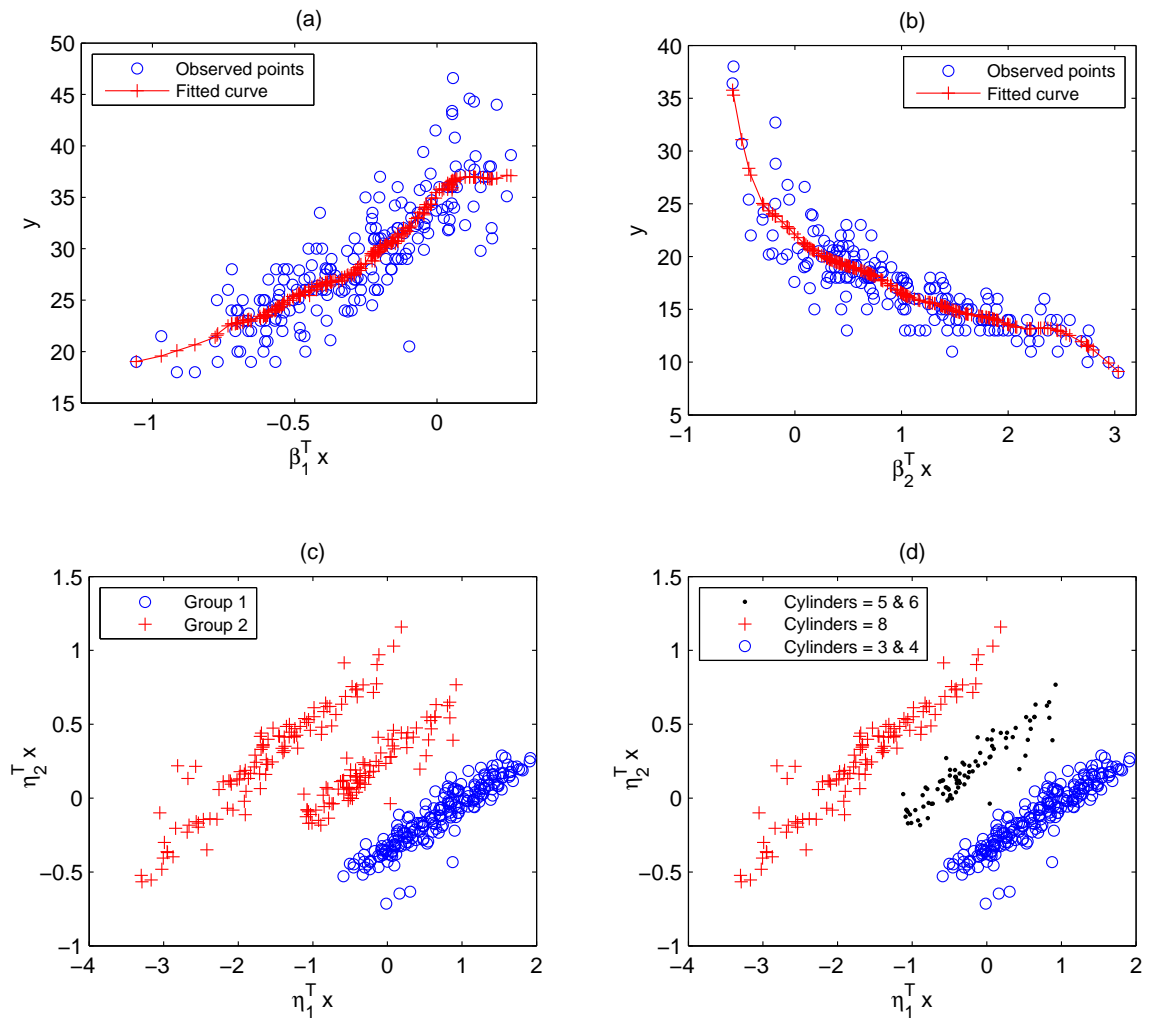 (a)
50
45
40
35
30
25
20
15
y
Observed points
Fitted curve
−1
−0.5
0
β₁ᵀ x
(b)
40
35
30
25
20
15
10
5
y
Observed points
Fitted curve
−1
0
1
2
3
β₂ᵀ x
(c)
1.5
1
0.5
0
−0.5
−1
η₂ᵀ x
Group 1
Group 2
−4
−3
−2
−1
0
1
2
η₁ᵀ x
(d)
1.5
1
0.5
0
−0.5
−1
η₂ᵀ x
Cylinders = 5 & 6
Cylinders = 8
Cylinders = 3 & 4
−4
−3
−2
−1
0
1
2
η₁ᵀ x